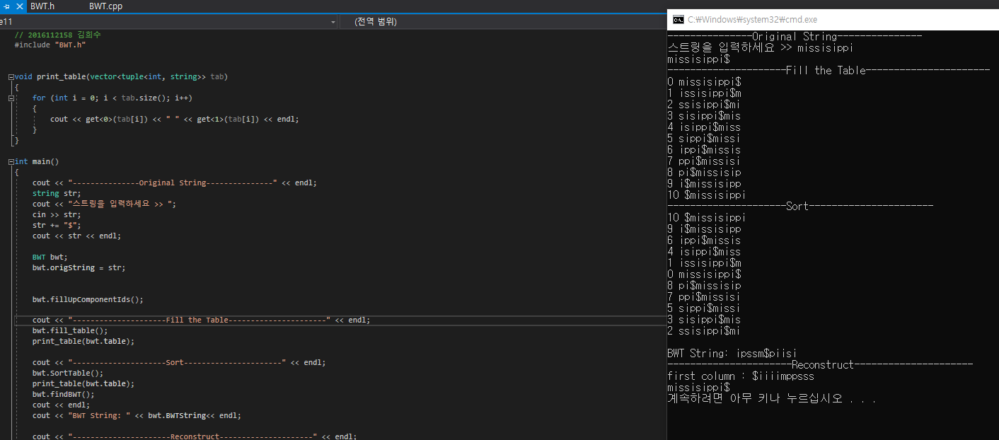 BWT.h BWT.cpp
e11 (전역 범위)
// 2016112158 김희수
#include "BWT.h"
void print_table(vector<tuple<int, string>> tab)
{
for (int i = 0; i < tab.size(); i++)
{
cout << get<0>(tab[i]) << " " << get<1>(tab[i]) << endl;
}
}
int main()
{
cout << "---------------Original String---------------" << endl;
string str;
cout << "스트링을 입력하세요 >> ";
cin >> str;
str += "$";
cout << str << endl;
BWT bwt;
bwt.origString = str;
bwt.fillUpComponentIds();
cout << "---------------------Fill the Table----------------------" << endl;
bwt.fill_table();
print_table(bwt.table);
cout << "---------------------Sort----------------------" << endl;
bwt.SortTable();
print_table(bwt.table);
bwt.findBWT();
cout << endl;
cout << "BWT String: " << bwt.BWTString<< endl;
cout << "----------------------Reconstruct---------------------" << endl;
C:\Windows\system32\cmd.exe
---------------Original String---------------
스트링을 입력하세요 >> missisippi
missisippi$
---------------------Fill the Table----------------------
0 missisippi$
1 issisippi$m
2 ssisippi$mi
3 sisippi$mis
4 isippi$miss
5 sippi$missi
6 ippi$missis
7 ppi$missisi
8 pi$missisip
9 i$missisipp
10 $missisippi
---------------------Sort----------------------
10 $missisippi
9 i$missisipp
6 ippi$missis
4 isippi$miss
1 issisippi$m
0 missisippi$
8 pi$missisip
7 ppi$missisi
5 sippi$missi
3 sisippi$mis
2 ssisippi$mi
BWT String: ipssm$piisi
----------------------Reconstruct---------------------
first column : $iiiimppsss
missisippi$
계속하려면 아무 키나 누르십시오 . . .